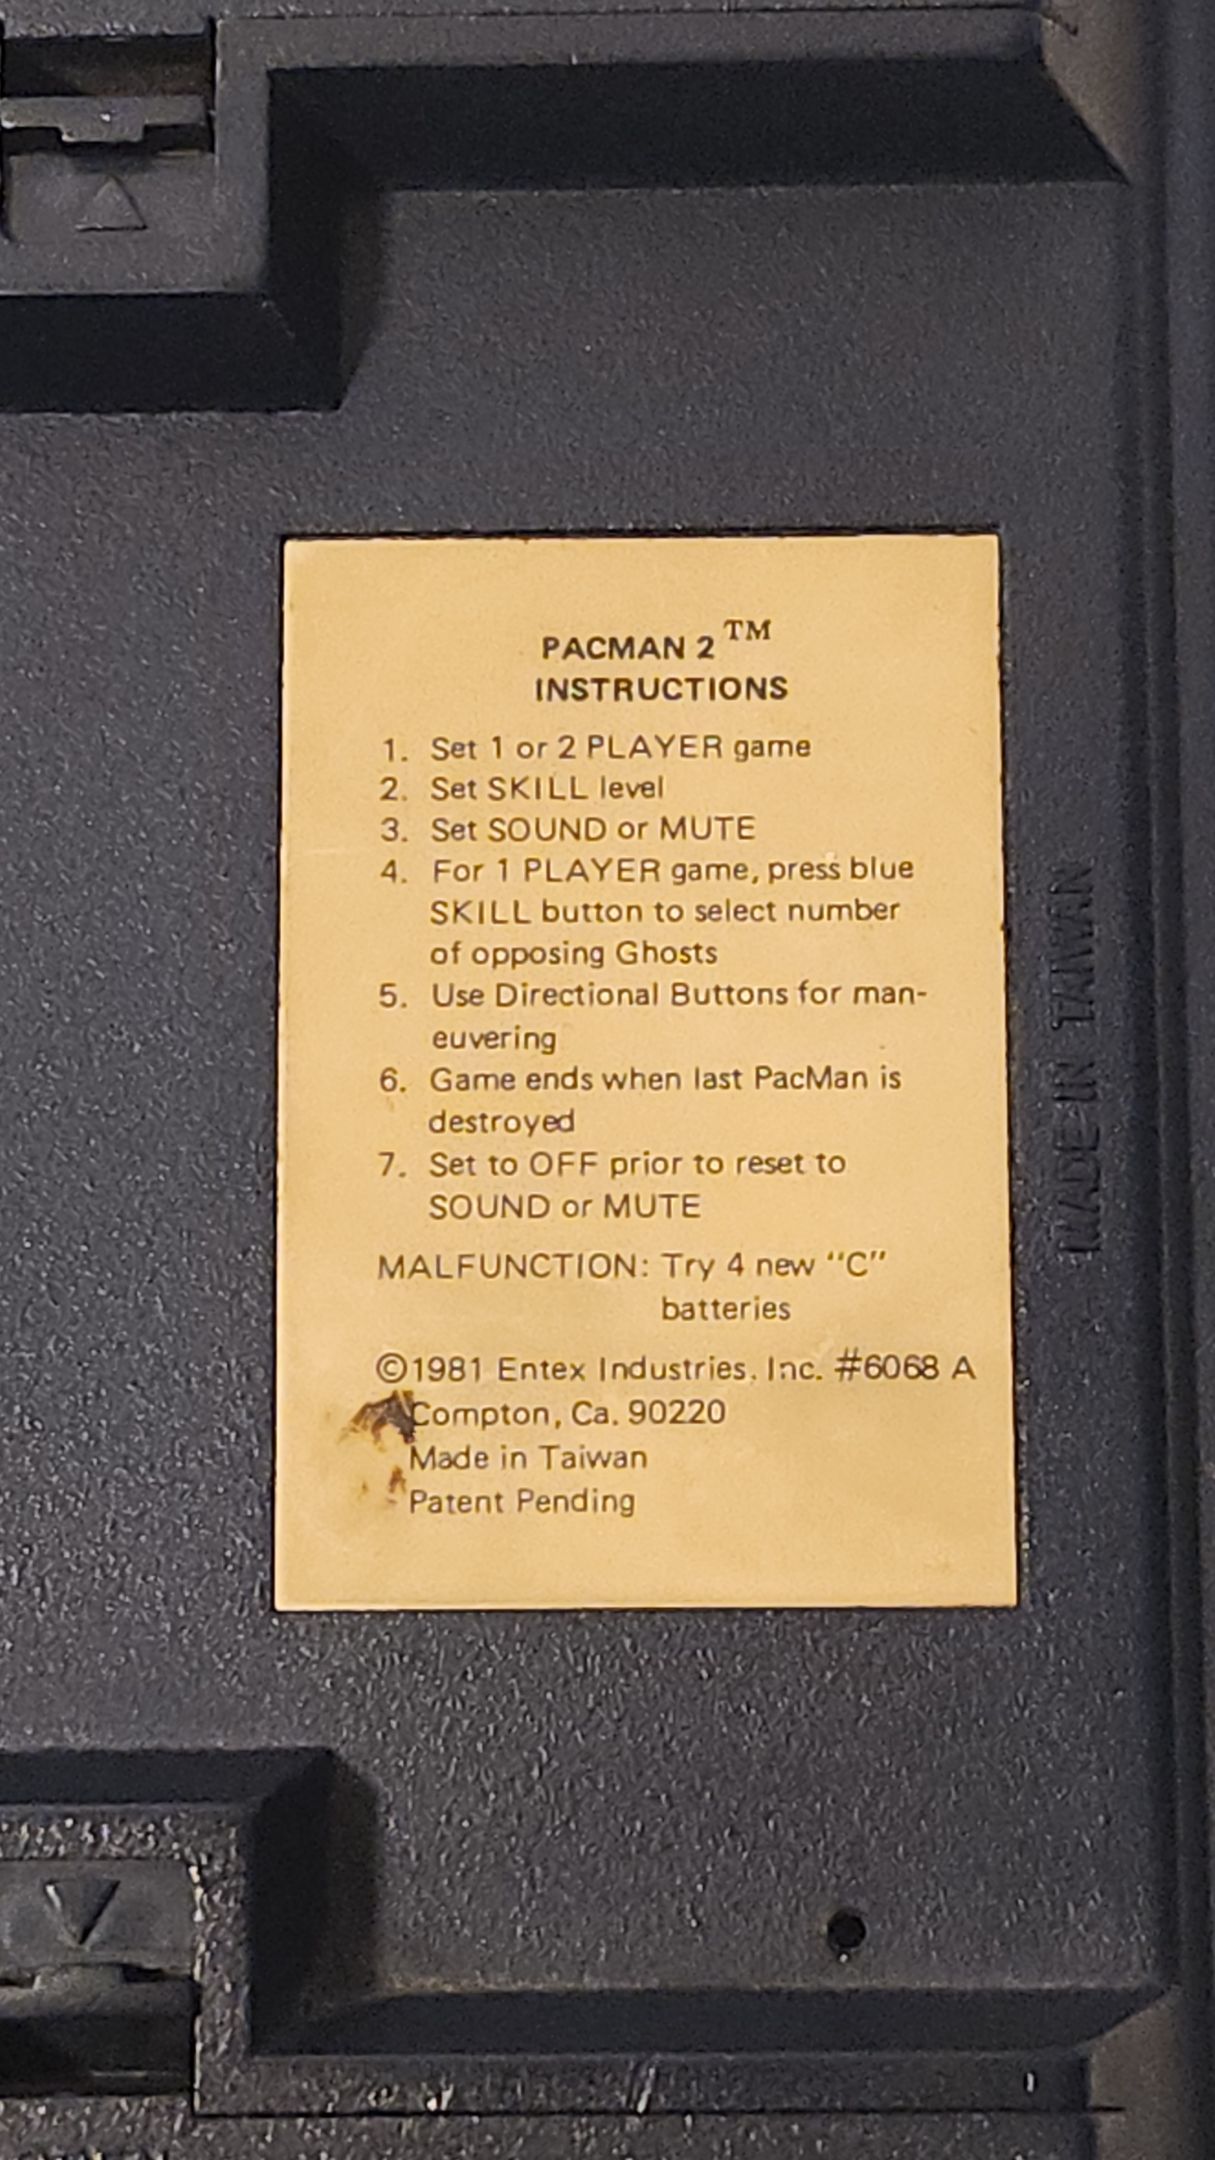 PACMAN 2 TM
INSTRUCTIONS
1. Set 1 or 2 PLAYER game
2. Set SKILL level
3. Set SOUND or MUTE
4. For 1 PLAYER game, press blue
SKILL button to select number
of opposing Ghosts
5. Use Directional Buttons for man-
euvering
6. Game ends when last PacMan is
destroyed
7. Set to OFF prior to reset to
SOUND or MUTE
MALFUNCTION: Try 4 new "C"
batteries
©1981 Entex Industries, Inc. #6068 A
Compton, Ca. 90220
Made in Taiwan
Patent Pending
MADE IN TAIWAN